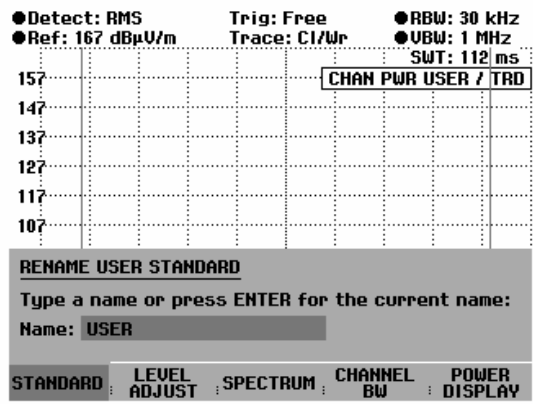 ●Detect: RMS Trig: Free ●RBW: 30 kHz
●Ref: 167 dBµV/m Trace: Cl/Wr ●VBW: 1 MHz
SWT: 112 ms
157 CHAN PWR USER / TRD
147
137
127
117
107
RENAME USER STANDARD
Type a name or press ENTER for the current name:
Name: USER
STANDARD LEVEL ADJUST SPECTRUM CHANNEL BW POWER DISPLAY